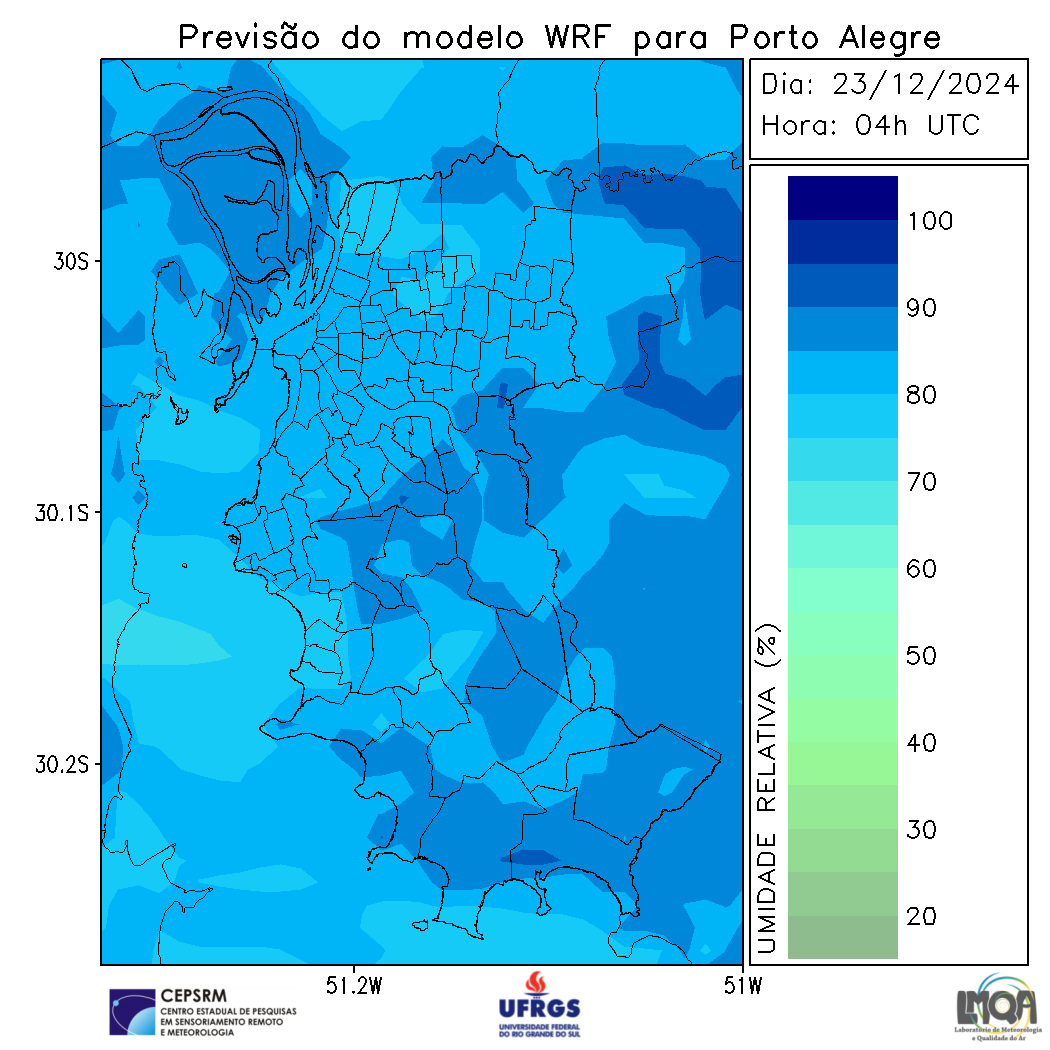 Previsão do modelo WRF para Porto Alegre
Dia: 23/12/2024
Hora: 04h UTC
30S
30.1S
30.2S
51.2W
51W
100
90
80
70
60
50
40
30
20
UMIDADE RELATIVA (%)
CEPSRM
CENTRO ESTADUAL DE PESQUISAS
EM SENSORIAMENTO REMOTO
E METEOROLOGIA
UFRGS
UNIVERSIDADE FEDERAL
DO RIO GRANDE DO SUL
LMQA
Laboratório de Meteorologia
e Qualidade do Ar